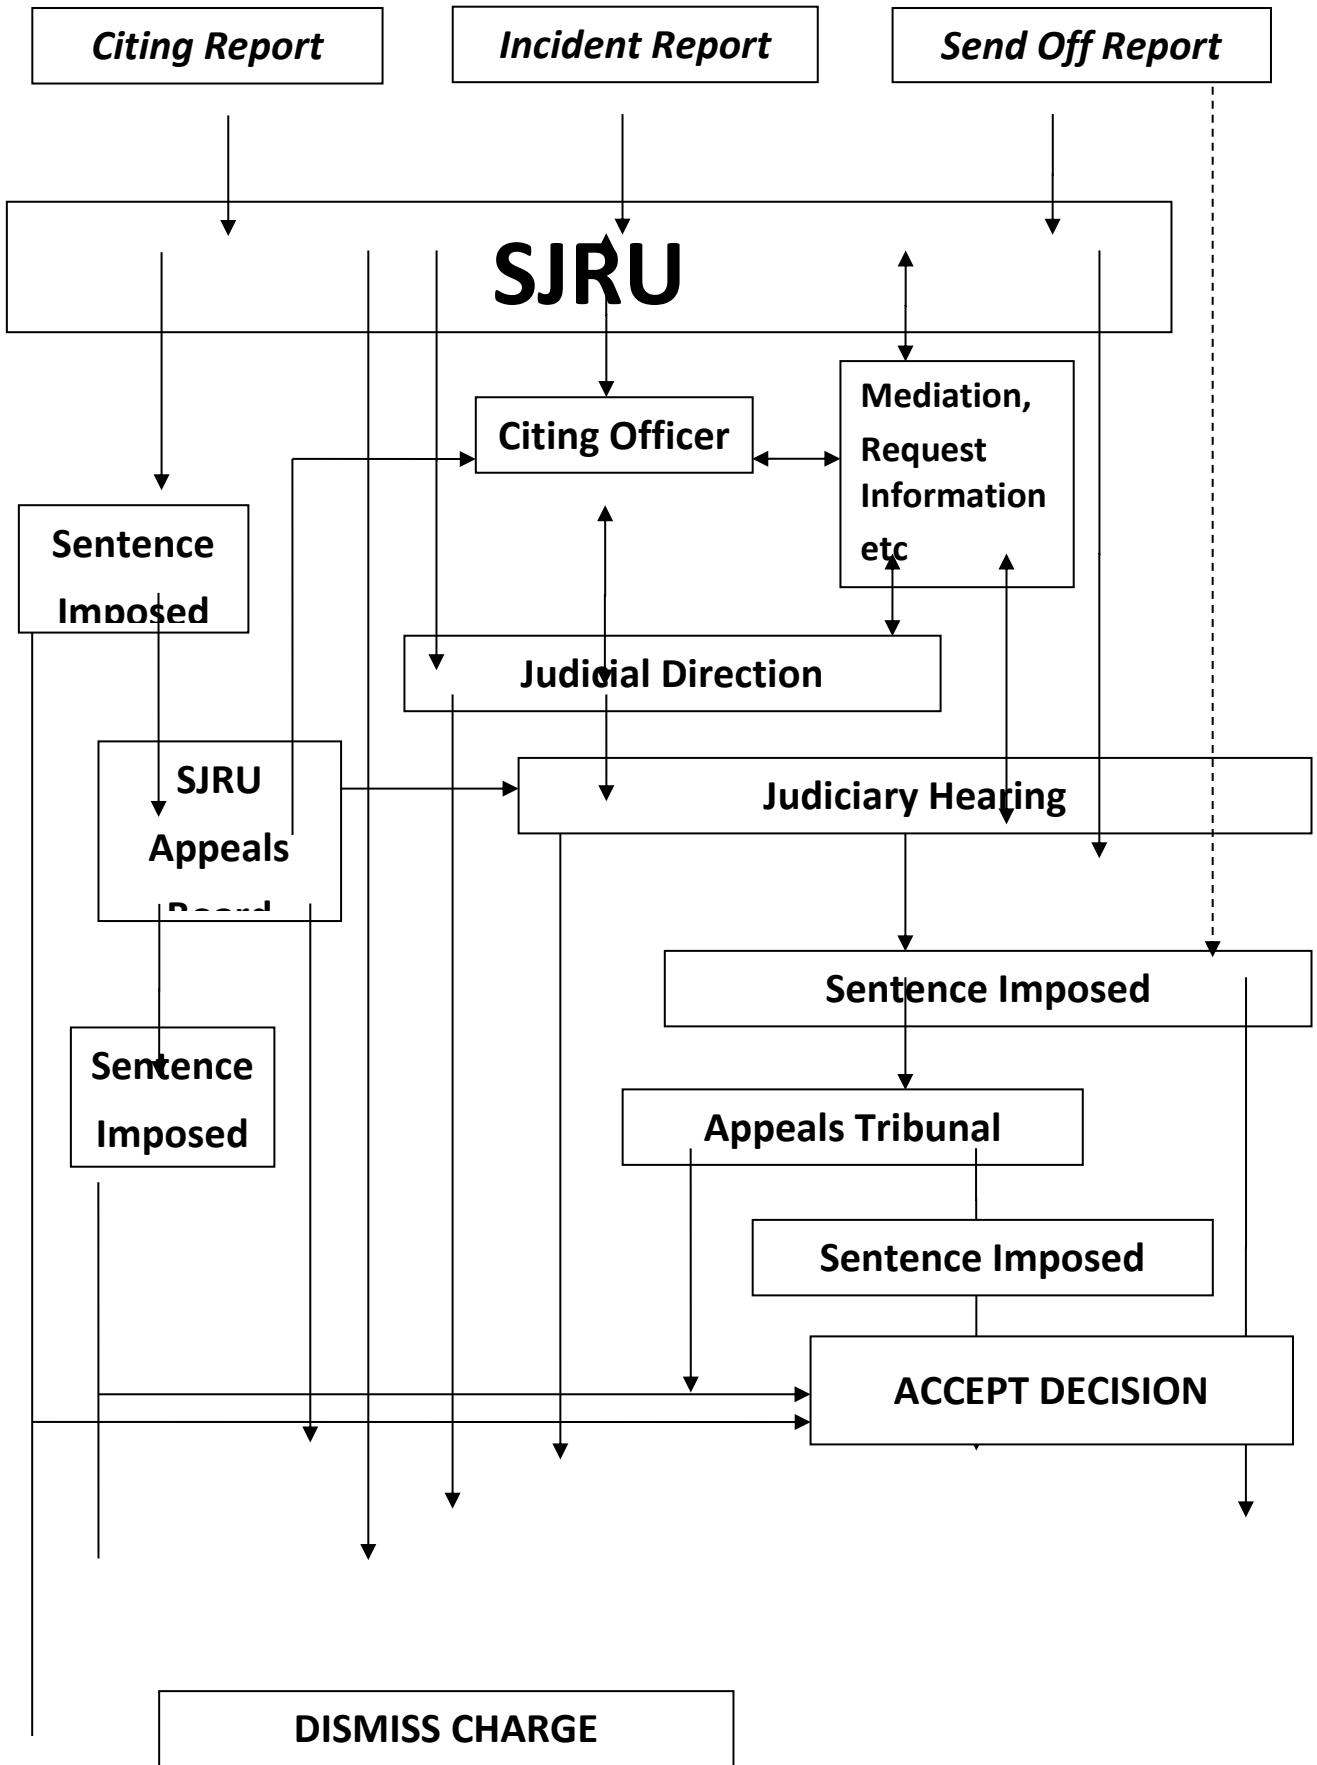 Citing Report
Incident Report
Send Off Report
SJRU
Mediation,
Request
Information
etc
Citing Officer
Sentence
Imposed
Judicial Direction
SJRU
Appeals
Board
Judiciary Hearing
Sentence Imposed
Sentence
Imposed
Appeals Tribunal
Sentence Imposed
ACCEPT DECISION
DISMISS CHARGE